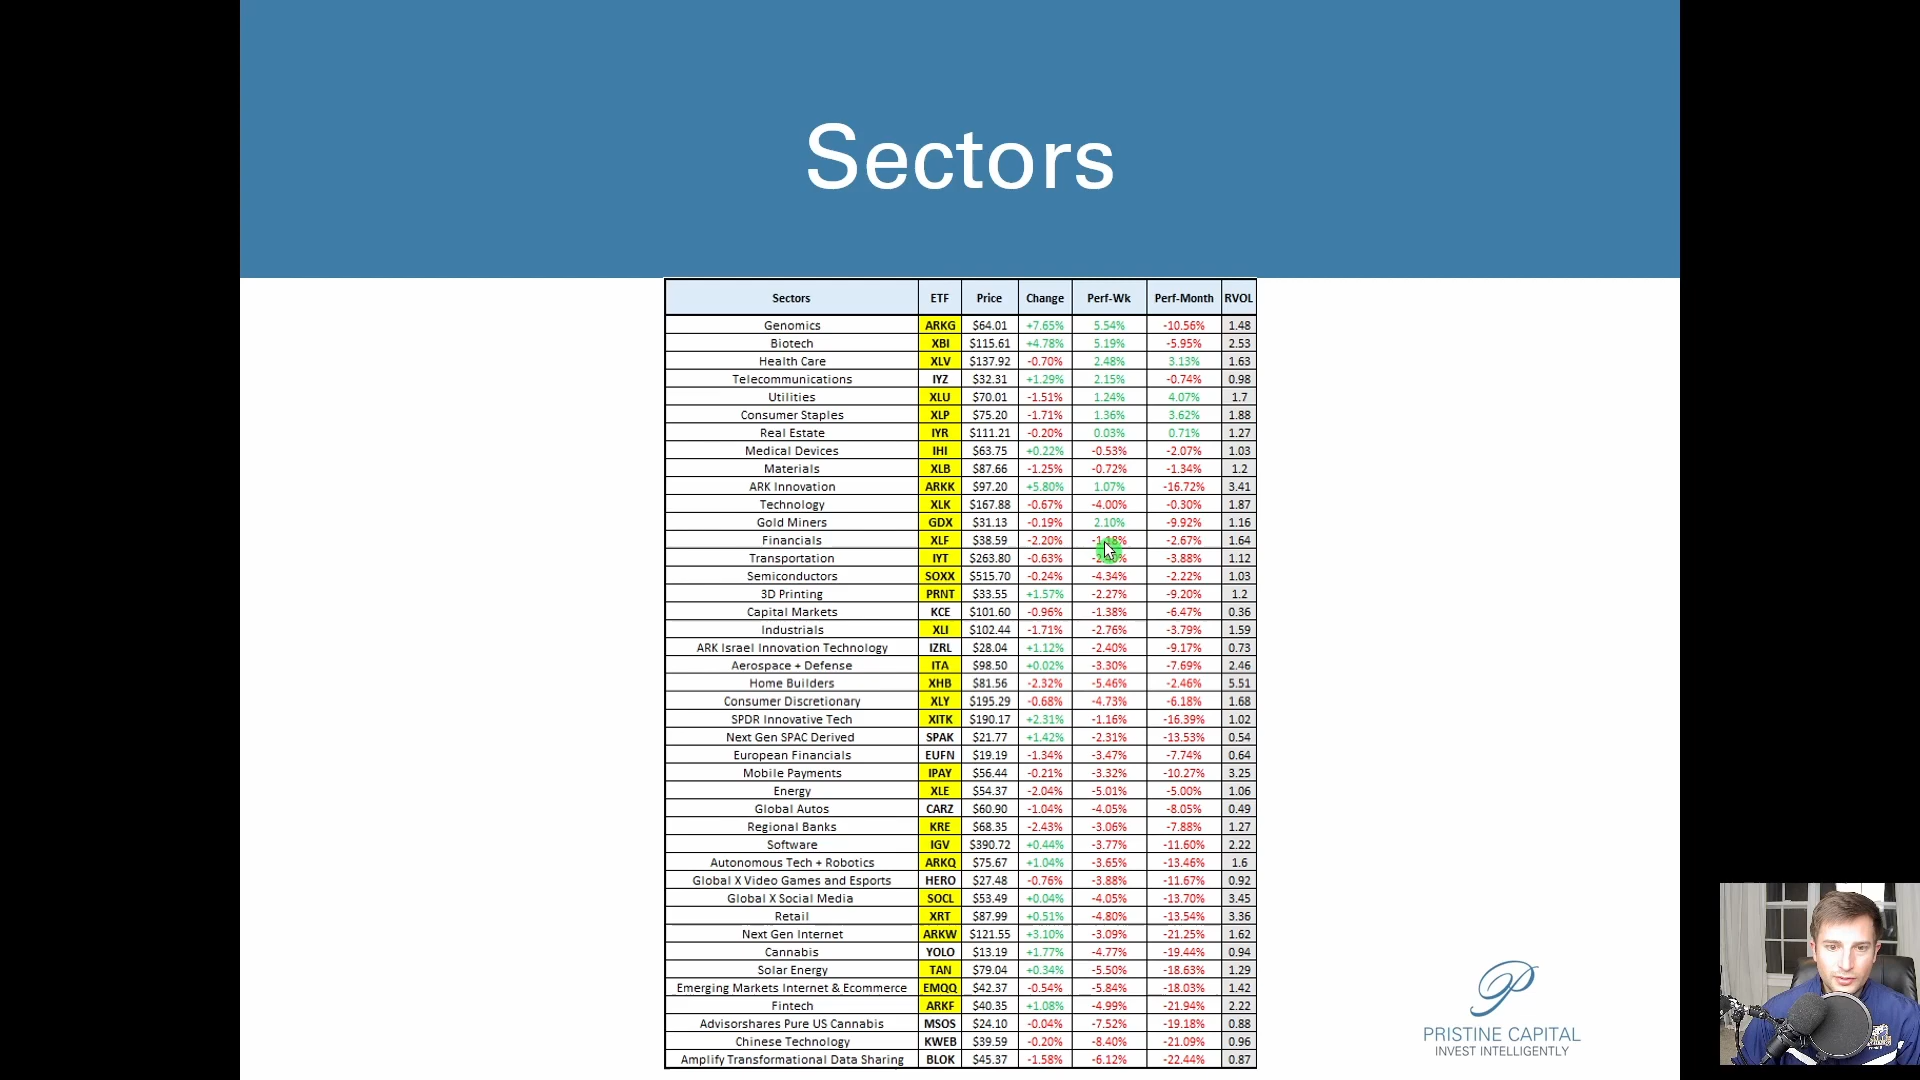 Sectors
Sectors ETF Price Change Perf-Wk Perf-Month RVOL
Genomics ARKG $64.01 +7.65% 5.54% -10.56% 1.48
Biotech XBI $115.61 +4.78% 5.19% -5.95% 2.53
Health Care XLV $137.92 -0.70% 2.48% 3.13% 1.63
Telecommunications IYZ $32.31 +1.29% 2.15% -0.74% 0.98
Utilities XLU $70.01 -1.51% 1.24% 4.07% 1.7
Consumer Staples XLP $75.20 -1.71% 1.36% 3.62% 1.88
Real Estate IYR $111.21 -0.20% 0.03% 0.71% 1.27
Medical Devices IHI $63.75 +0.22% -0.53% -2.07% 1.03
Materials XLB $87.66 -1.25% -0.72% -1.34% 1.2
ARK Innovation ARKK $97.20 +5.80% 1.07% -16.72% 3.41
Technology XLK $167.88 -0.67% -4.00% -0.30% 1.87
Gold Miners GDX $31.13 -0.19% 2.10% -9.92% 1.16
Financials XLF $38.59 -2.20% -2.67% 1.64
Transportation IYT $263.80 -0.63% -3.88% 1.12
Semiconductors SOXX $515.70 -0.24% -4.34% -2.22% 1.03
3D Printing PRNT $33.55 +1.57% -2.27% -9.20% 1.2
Capital Markets KCE $101.60 -0.96% -1.38% -6.47% 0.36
Industrials XLI $102.44 -1.71% -2.76% -3.79% 1.59
ARK Israel Innovation Technology IZRL $28.04 +1.12% -2.40% -9.17% 0.73
Aerospace + Defense ITA $98.50 +0.02% -3.30% -7.69% 2.46
Home Builders XHB $81.56 -2.32% -5.46% -2.46% 5.51
Consumer Discretionary XLY $195.29 -0.68% -4.73% -6.18% 1.68
SPDR Innovative Tech XITK $190.17 +2.31% -1.16% -16.39% 1.02
Next Gen SPAC Derived SPAK $21.77 +1.42% -2.31% -13.53% 0.54
European Financials EUFN $19.19 -1.34% -3.47% -7.74% 0.64
Mobile Payments IPAY $56.44 -0.21% -3.32% -10.27% 3.25
Energy XLE $54.37 -2.04% -5.01% -5.00% 1.06
Global Autos CARZ $60.90 -1.04% -4.05% -8.05% 0.49
Regional Banks KRE $68.35 -2.43% -3.06% -7.88% 1.27
Software IGV $390.72 +0.44% -3.77% -11.60% 2.22
Autonomous Tech + Robotics ARKQ $75.67 +1.04% -3.65% -13.46% 1.6
Global X Video Games and Esports HERO $27.48 -0.76% -3.88% -11.67% 0.92
Global X Social Media SOCL $53.49 +0.04% -4.05% -13.70% 3.45
Retail XRT $87.99 +0.51% -4.80% -13.54% 3.36
Next Gen Internet ARKW $121.55 +3.10% -3.09% -21.25% 1.62
Cannabis YOLO $13.19 +1.77% -4.77% -19.44% 0.94
Solar Energy TAN $79.04 +0.34% -5.50% -18.63% 1.29
Emerging Markets Internet & Ecommerce EMQQ $42.37 -0.54% -5.84% -18.03% 1.42
Fintech ARKF $40.35 +1.08% -4.99% -21.94% 2.22
Advisorshares Pure US Cannabis MSOS $24.10 -0.04% -7.52% -19.18% 0.88
Chinese Technology KWEB $39.59 -0.20% -8.40% -21.09% 0.96
Amplify Transformational Data Sharing BLOK $45.37 -1.58% -6.12% -22.44% 0.87
PRISTINE CAPITAL
INVEST INTELLIGENTLY